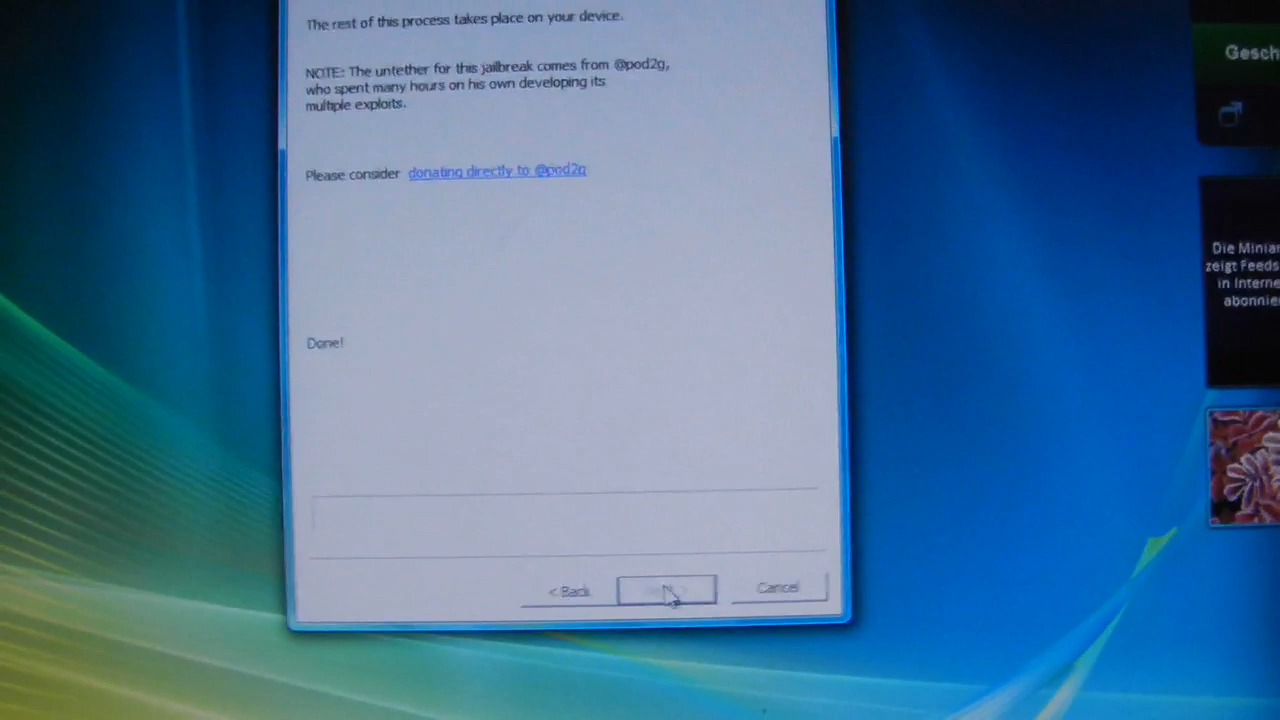 The rest of this process takes place on your device.
NOTE: The untether for this jailbreak comes from @pod2g,
who spent many hours on his own developing its
multiple exploits.
Please consider donating directly to @pod2g
Done!
< Back
Cancel
Gesch
Die Minia
zeigt Feeds
in Interne
abonnie